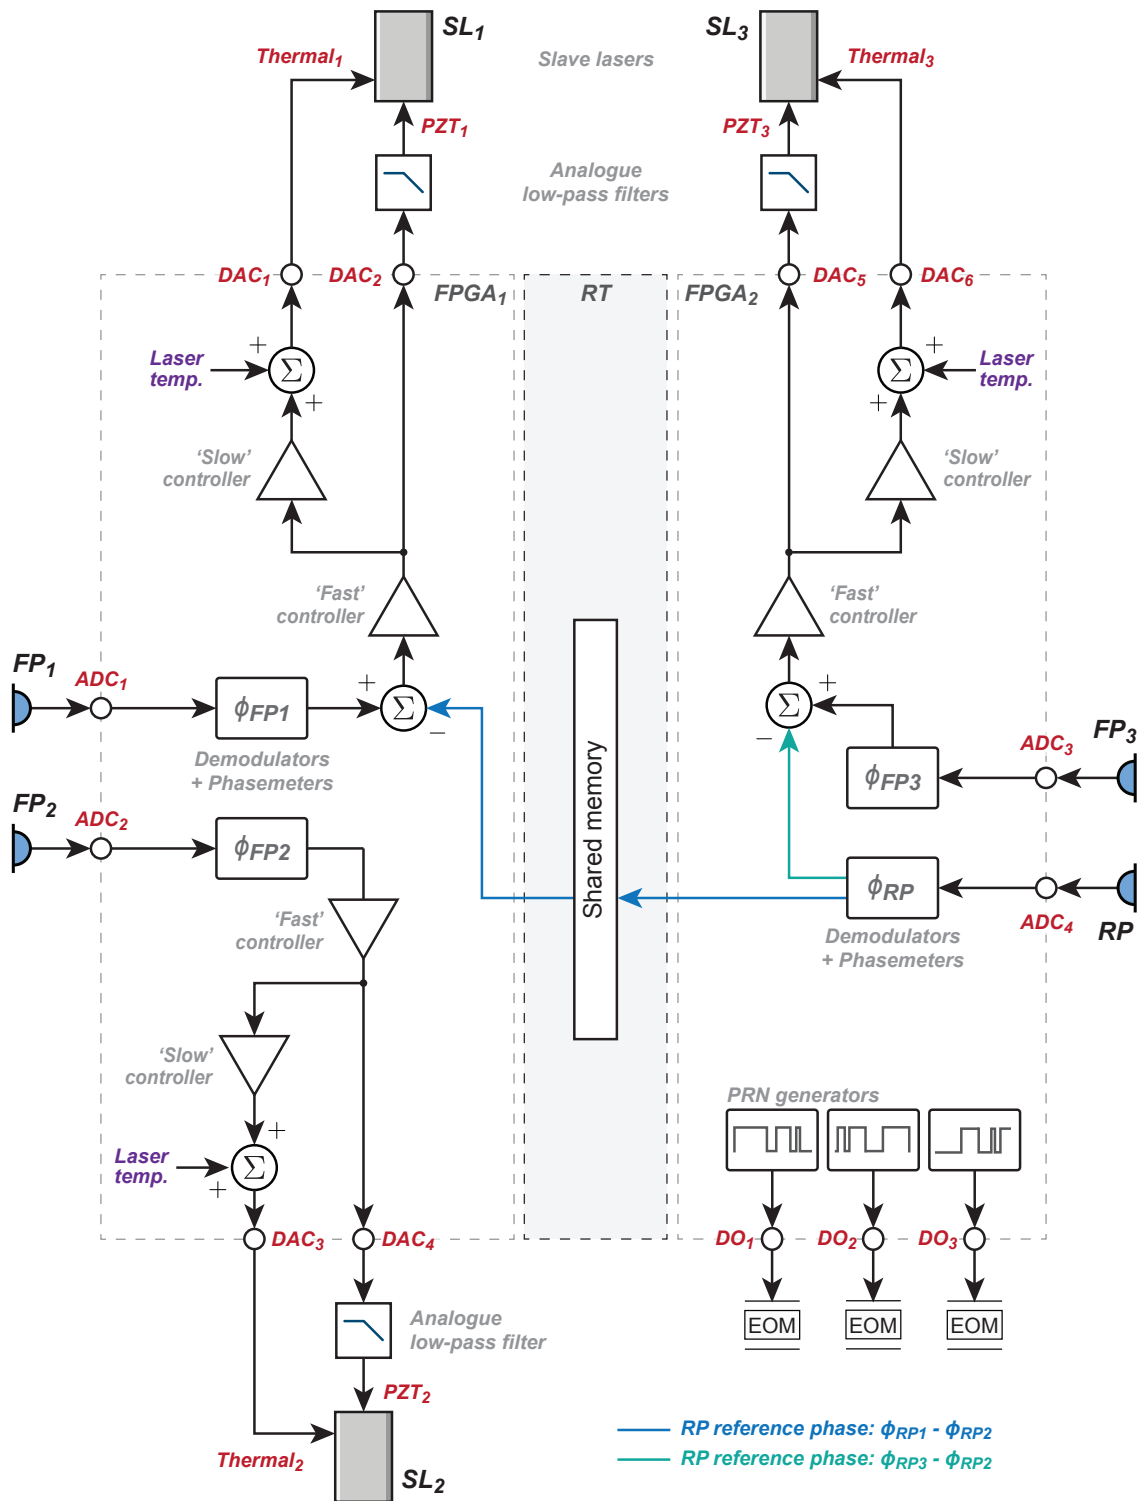 SL1
SL3
Thermal1
Slave lasers
Thermal3
PZT1
PZT3
Analogue
low-pass filters
DAC1
DAC2
FPGA1
RT
FPGA2
DAC5
DAC6
+
+
Laser
temp.
Σ
Σ
Laser
temp.
+
+
'Slow'
controller
'Slow'
controller
'Fast'
controller
'Fast'
controller
FP1
ADC1
ϕFP1
+
Σ
−
Σ
+
−
ADC3
FP3
Demodulators
+ Phasemeters
ϕFP3
FP2
ADC2
ϕFP2
Shared memory
ϕRP
ADC4
RP
'Fast'
controller
Demodulators
+ Phasemeters
'Slow'
controller
PRN generators
+
Laser
temp.
Σ
+
DAC3
DAC4
DO1
DO2
DO3
EOM
EOM
EOM
Analogue
low-pass filter
PZT2
Thermal2
SL2
RP reference phase: ϕRP1 - ϕRP2
RP reference phase: ϕRP3 - ϕRP2